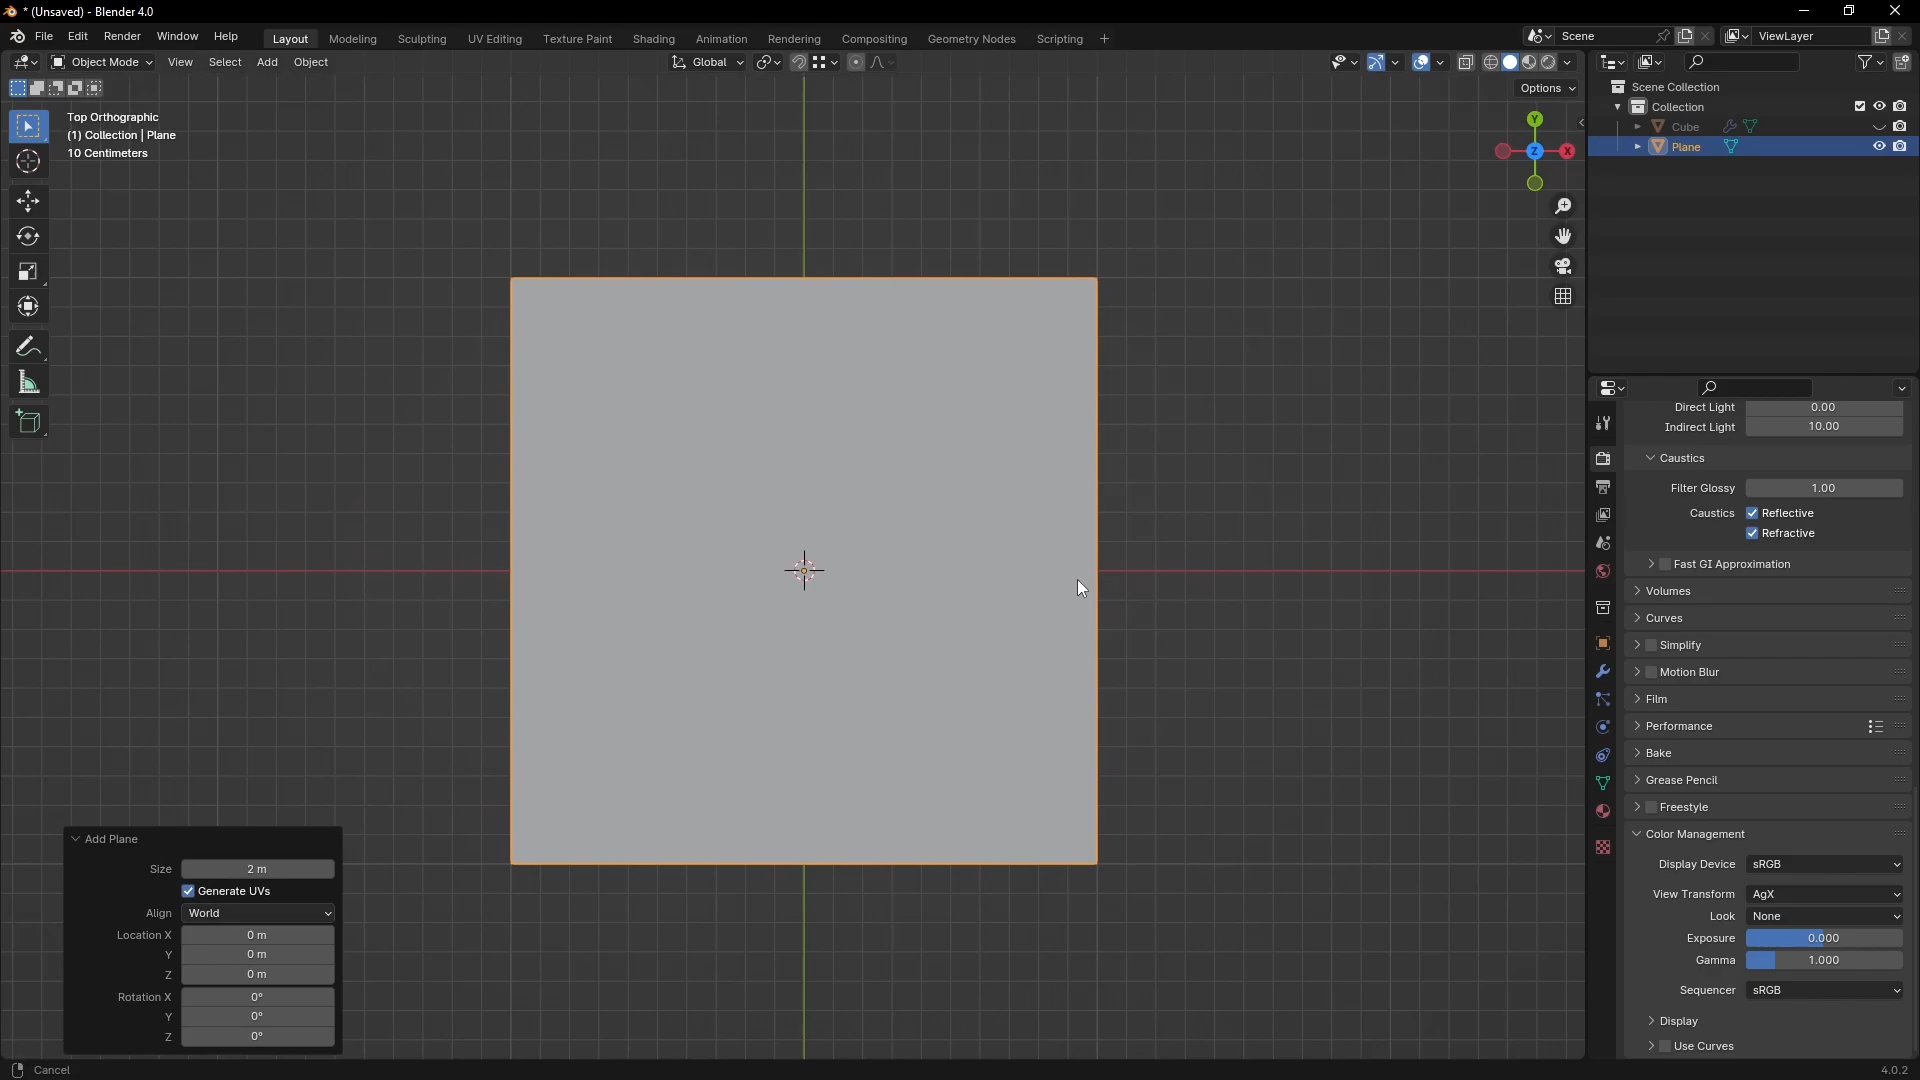 * (Unsaved) - Blender 4.0
File Edit Render Window Help Layout Modeling Sculpting UV Editing Texture Paint Shading Animation Rendering Compositing Geometry Nodes Scripting + Scene ViewLayer
Object Mode View Select Add Object Global
Options
Top Orthographic
(1) Collection | Plane
10 Centimeters
Y
Z X
Add Plane
Size 2 m
Generate UVs
Align World
Location X 0 m
Y 0 m
Z 0 m
Rotation X 0°
Y 0°
Z 0°
Scene Collection
Collection
Cube
Plane
Direct Light 0.00
Indirect Light 10.00
Caustics
Filter Glossy 1.00
Caustics Reflective
Refractive
Fast GI Approximation
Volumes
Curves
Simplify
Motion Blur
Film
Performance
Bake
Grease Pencil
Freestyle
Color Management
Display Device sRGB
View Transform AgX
Look None
Exposure 0.000
Gamma 1.000
Sequencer sRGB
Display
Use Curves
Cancel 4.0.2